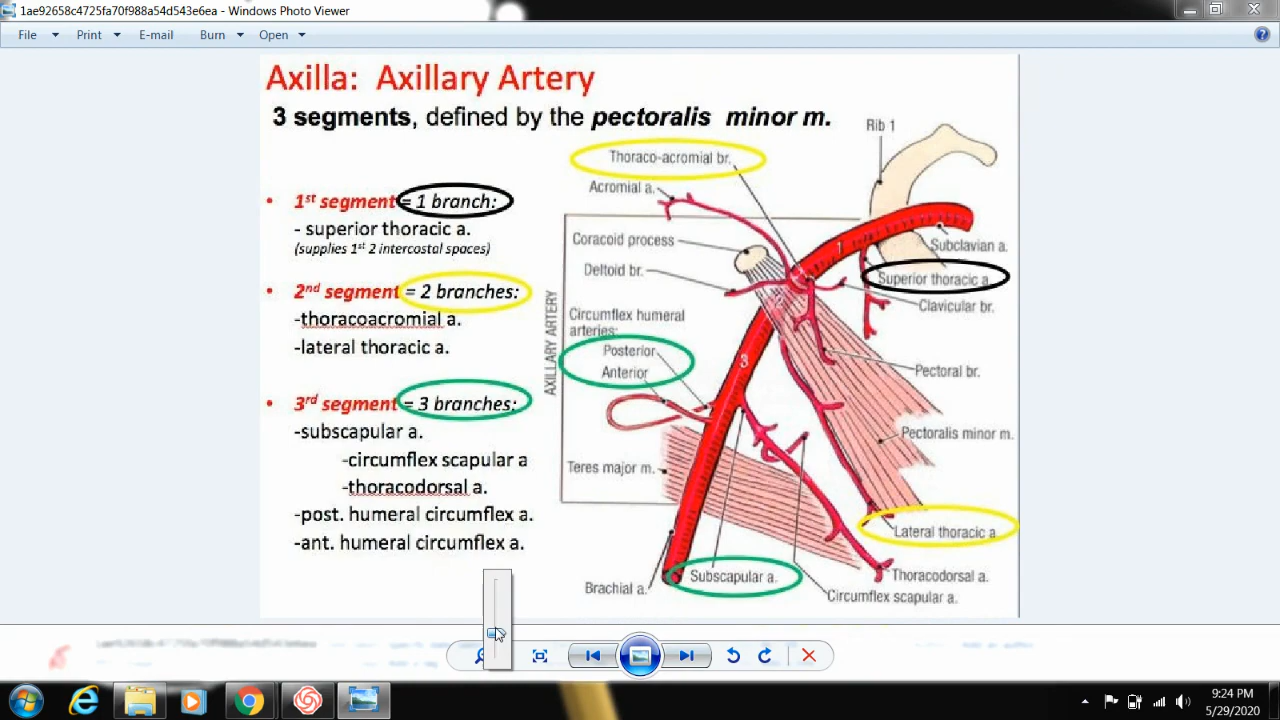 1ae92658c4725fa70f988a54d543e6ea - Windows Photo Viewer
File Print E-mail Burn Open
Axilla: Axillary Artery
3 segments, defined by the pectoralis minor m.
• 1st segment = 1 branch:
- superior thoracic a.
(supplies 1st 2 intercostal spaces)
• 2nd segment = 2 branches:
-thoracoacromial a.
-lateral thoracic a.
• 3rd segment = 3 branches:
-subscapular a.
-circumflex scapular a
-thoracodorsal a.
-post. humeral circumflex a.
-ant. humeral circumflex a.
Rib 1
Thoraco-acromial br.
Acromial a.
Coracoid process
Deltoid br.
AXILLARY ARTERY
Circumflex humeral
arteries:
Posterior
Anterior
Teres major m.
Brachial a.
1
3
Subclavian a.
Superior thoracic a.
Clavicular br.
Pectoral br.
Pectoralis minor m.
Lateral thoracic a
Thoracodorsal a.
Circumflex scapular a.
Subscapular a.
9:24 PM
5/29/2020